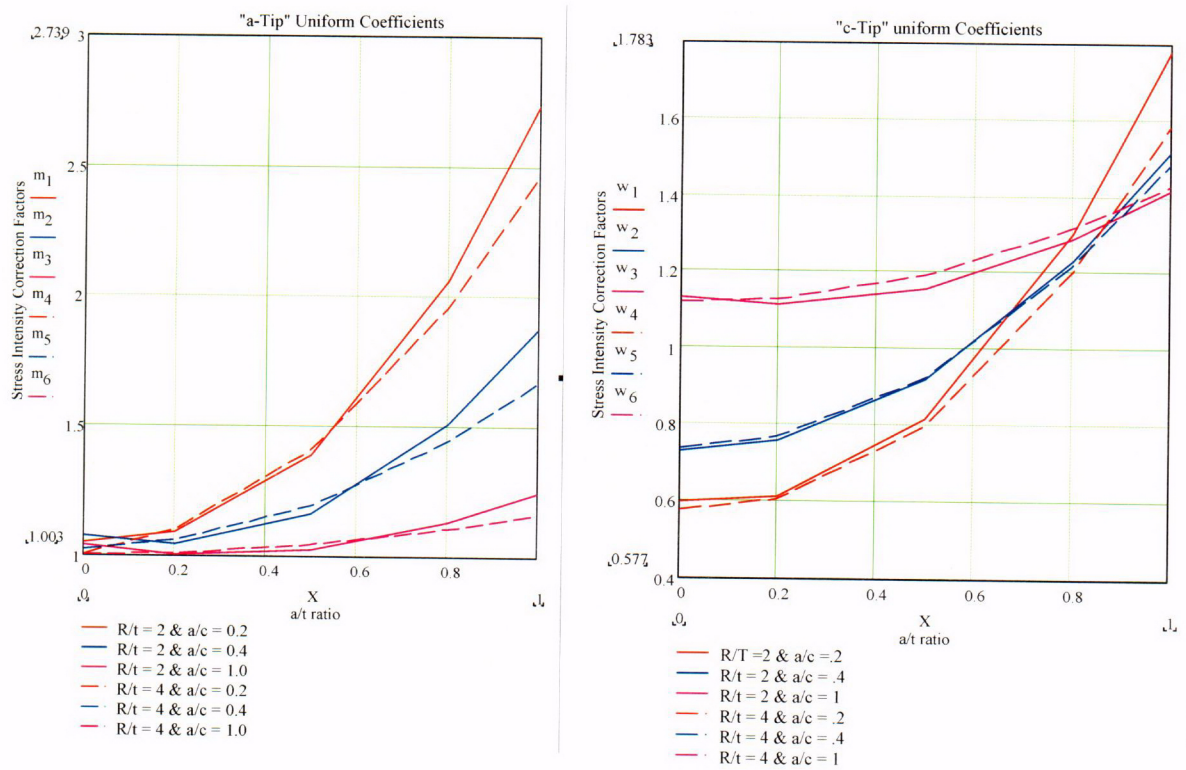 "a-Tip" Uniform Coefficients
2.739
3
2.5
2
1.5
1.003
1
m1
m2
m3
m4
m5
m6
Stress Intensity Correction Factors
0 0.2 0.4 0.6 0.8
0 X 1
a/t ratio
R/t = 2 & a/c = 0.2
R/t = 2 & a/c = 0.4
R/t = 2 & a/c = 1.0
R/t = 4 & a/c = 0.2
R/t = 4 & a/c = 0.4
R/t = 4 & a/c = 1.0
"c-Tip" uniform Coefficients
1.783
1.6
1.4
1.2
1
0.8
0.6
0.577
0.4
w1
w2
w3
w4
w5
w6
Stress Intensity Correction Factors
0 0.2 0.4 0.6 0.8
0 X 1
a/t ratio
R/T =2 & a/c =.2
R/t = 2 & a/c = .4
R/t = 2 & a/c = 1
R/t = 4 & a/c = .2
R/t = 4 & a/c = .4
R/t = 4 & a/c = 1